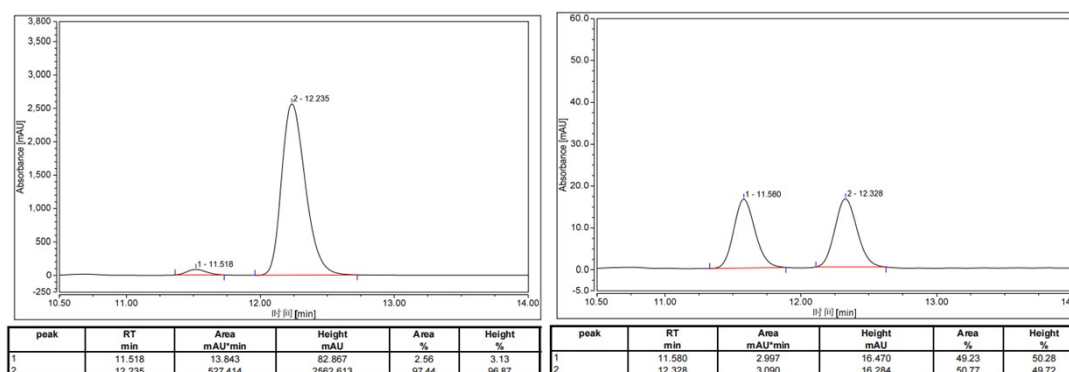 3,800
3,500
3,000
2,500
2,000
1,500
1,000
500
0
-250
Absorbance [mAU]
1 - 11.518
2 - 12.235
10.50 11.00 12.00 13.00 14.00
时间 [min]
peak RT Area Height Area Height
min mAU*min mAU % %
1 11.518 13.843 82.867 2.56 3.13
2 12.235 527.414 2562.613 97.44 96.87
60.0
50.0
40.0
30.0
20.0
10.0
0.0
-5.0
Absorbance [mAU]
1 - 11.580
2 - 12.328
10.50 11.00 12.00 13.00 14.0
时间 [min]
peak RT Area Height Area Height
min mAU*min mAU % %
1 11.580 2.997 16.470 49.23 50.28
2 12.328 3.090 16.284 50.77 49.72